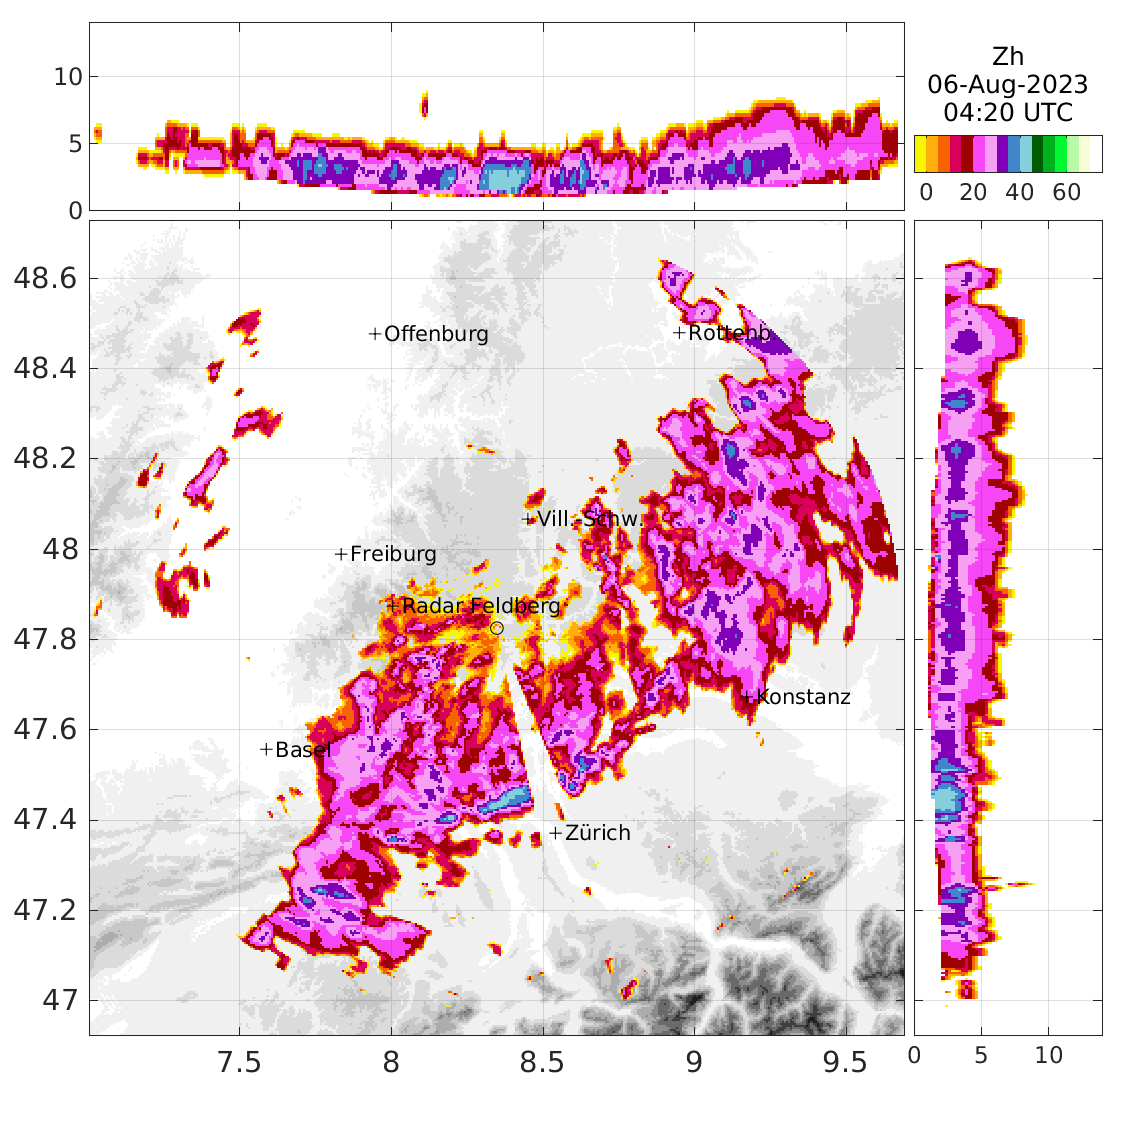 10
5
0
Zh
06-Aug-2023
04:20 UTC
0 20 40 60
48.6
48.4
48.2
48
47.8
47.6
47.4
47.2
47
+Offenburg
+Rottenb.
+Vill.-Schw.
+Freiburg
+Radar Feldberg
+Konstanz
+Basel
+Zürich
7.5 8 8.5 9 9.5
0 5 10